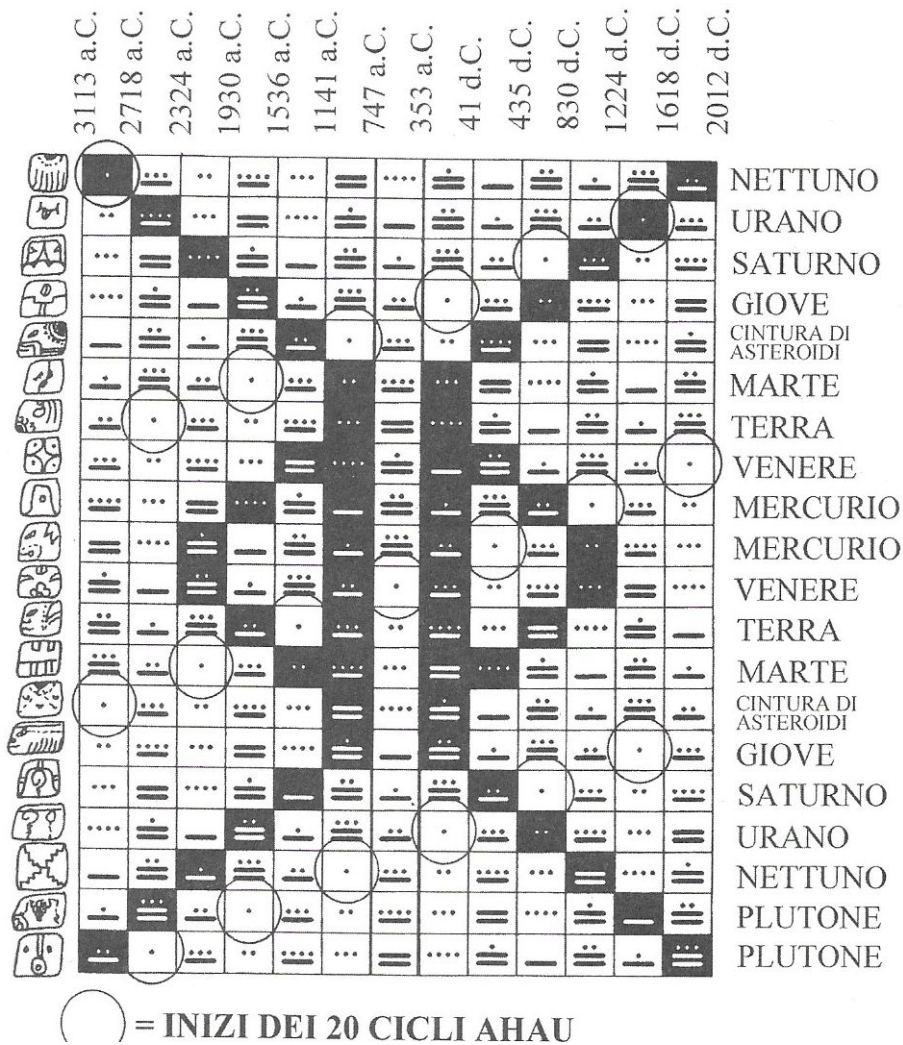 3113 a.C.
2718 a.C.
2324 a.C.
1930 a.C.
1536 a.C.
1141 a.C.
747 a.C.
353 a.C.
41 d.C.
435 d.C.
830 d.C.
1224 d.C.
1618 d.C.
2012 d.C.
NETTUNO
URANO
SATURNO
GIOVE
CINTURA DI
ASTEROIDI
MARTE
TERRA
VENERE
MERCURIO
MERCURIO
VENERE
TERRA
MARTE
CINTURA DI
ASTEROIDI
GIOVE
SATURNO
URANO
NETTUNO
PLUTONE
PLUTONE
= INIZI DEI 20 CICLI AHAU